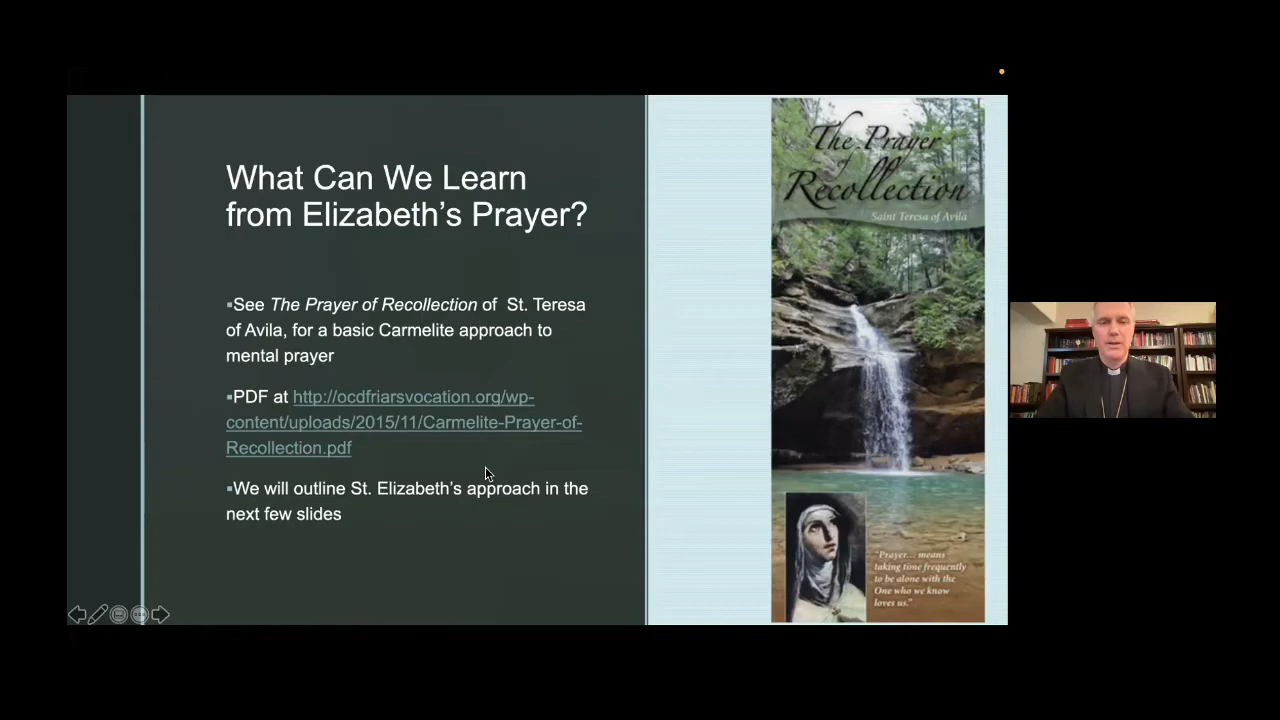 What Can We Learn
from Elizabeth’s Prayer?
▪See The Prayer of Recollection of  St. Teresa
of Avila, for a basic Carmelite approach to
mental prayer
▪PDF at http://ocdfriarsvocation.org/wp-
content/uploads/2015/11/Carmelite-Prayer-of-
Recollection.pdf
▪We will outline St. Elizabeth’s approach in the
next few slides
The Prayer
of
Recollection
Saint Teresa of Avila
“Prayer... means
taking time frequently
to be alone with the
One who we know
loves us.”